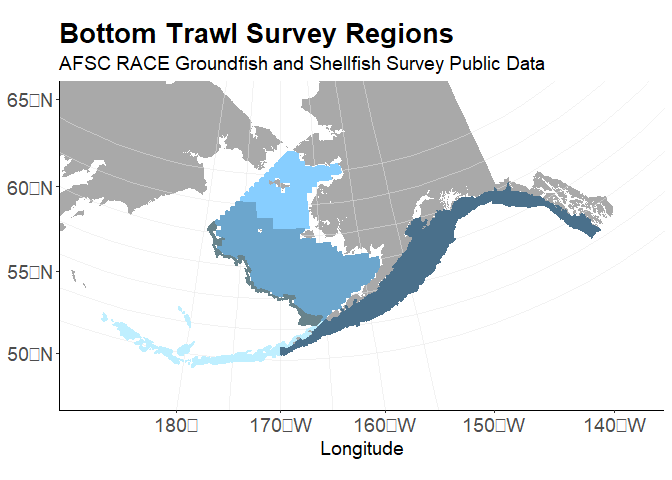 Bottom Trawl Survey Regions
AFSC RACE Groundfish and Shellfish Survey Public Data
65□N
60□N
55□N
50□N
180□
170□W
160□W
150□W
140□W
Longitude